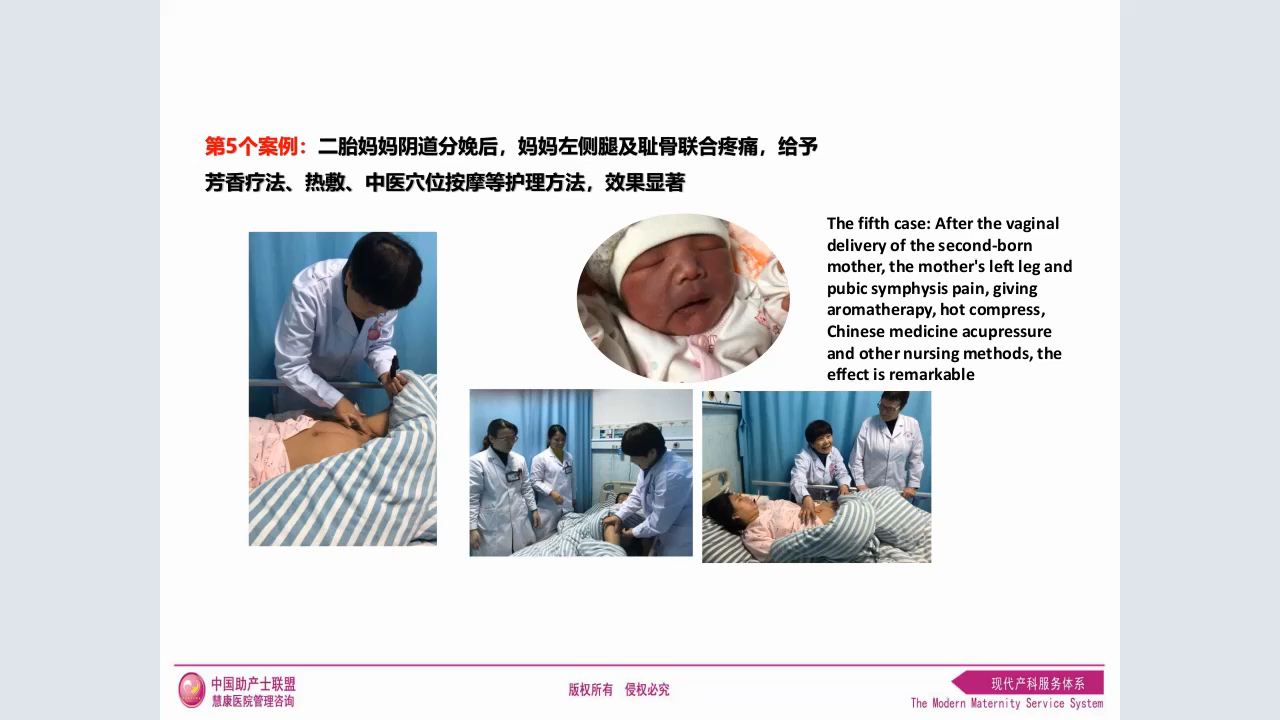 第5个案例：二胎妈妈阴道分娩后，妈妈左侧腿及耻骨联合疼痛，给予
芳香疗法、热敷、中医穴位按摩等护理方法，效果显著
The fifth case: After the vaginal
delivery of the second-born
mother, the mother's left leg and
pubic symphysis pain, giving
aromatherapy, hot compress,
Chinese medicine acupressure
and other nursing methods, the
effect is remarkable
中国助产士联盟
慧康医院管理咨询
版权所有 侵权必究
现代产科服务体系
The Modern Maternity Service System